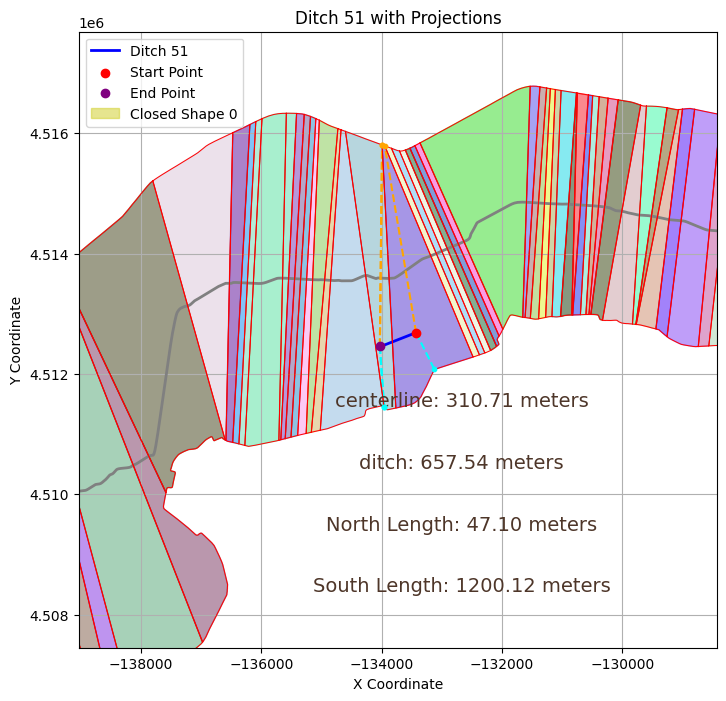 Ditch 51 with Projections
1e6
Ditch 51
Start Point
End Point
Closed Shape 0
4.516
4.514
4.512
4.510
4.508
Y Coordinate
centerline: 310.71 meters
ditch: 657.54 meters
North Length: 47.10 meters
South Length: 1200.12 meters
−138000 −136000 −134000 −132000 −130000
X Coordinate